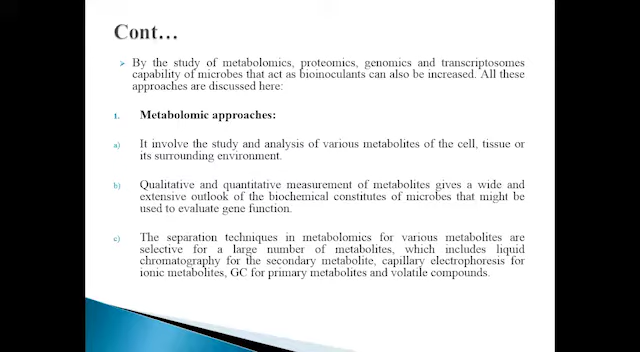 Cont…
By the study of metabolomics, proteomics, genomics and transcriptosomes
capability of microbes that act as bioinoculants can also be increased. All these
approaches are discussed here:
1. Metabolomic approaches:
a) It involve the study and analysis of various metabolites of the cell, tissue or
its surrounding environment.
b) Qualitative and quantitative measurement of metabolites gives a wide and
extensive outlook of the biochemical constitutes of microbes that might be
used to evaluate gene function.
c) The separation techniques in metabolomics for various metabolites are
selective for a large number of metabolites, which includes liquid
chromatography for the secondary metabolite, capillary electrophoresis for
ionic metabolites, GC for primary metabolites and volatile compounds.